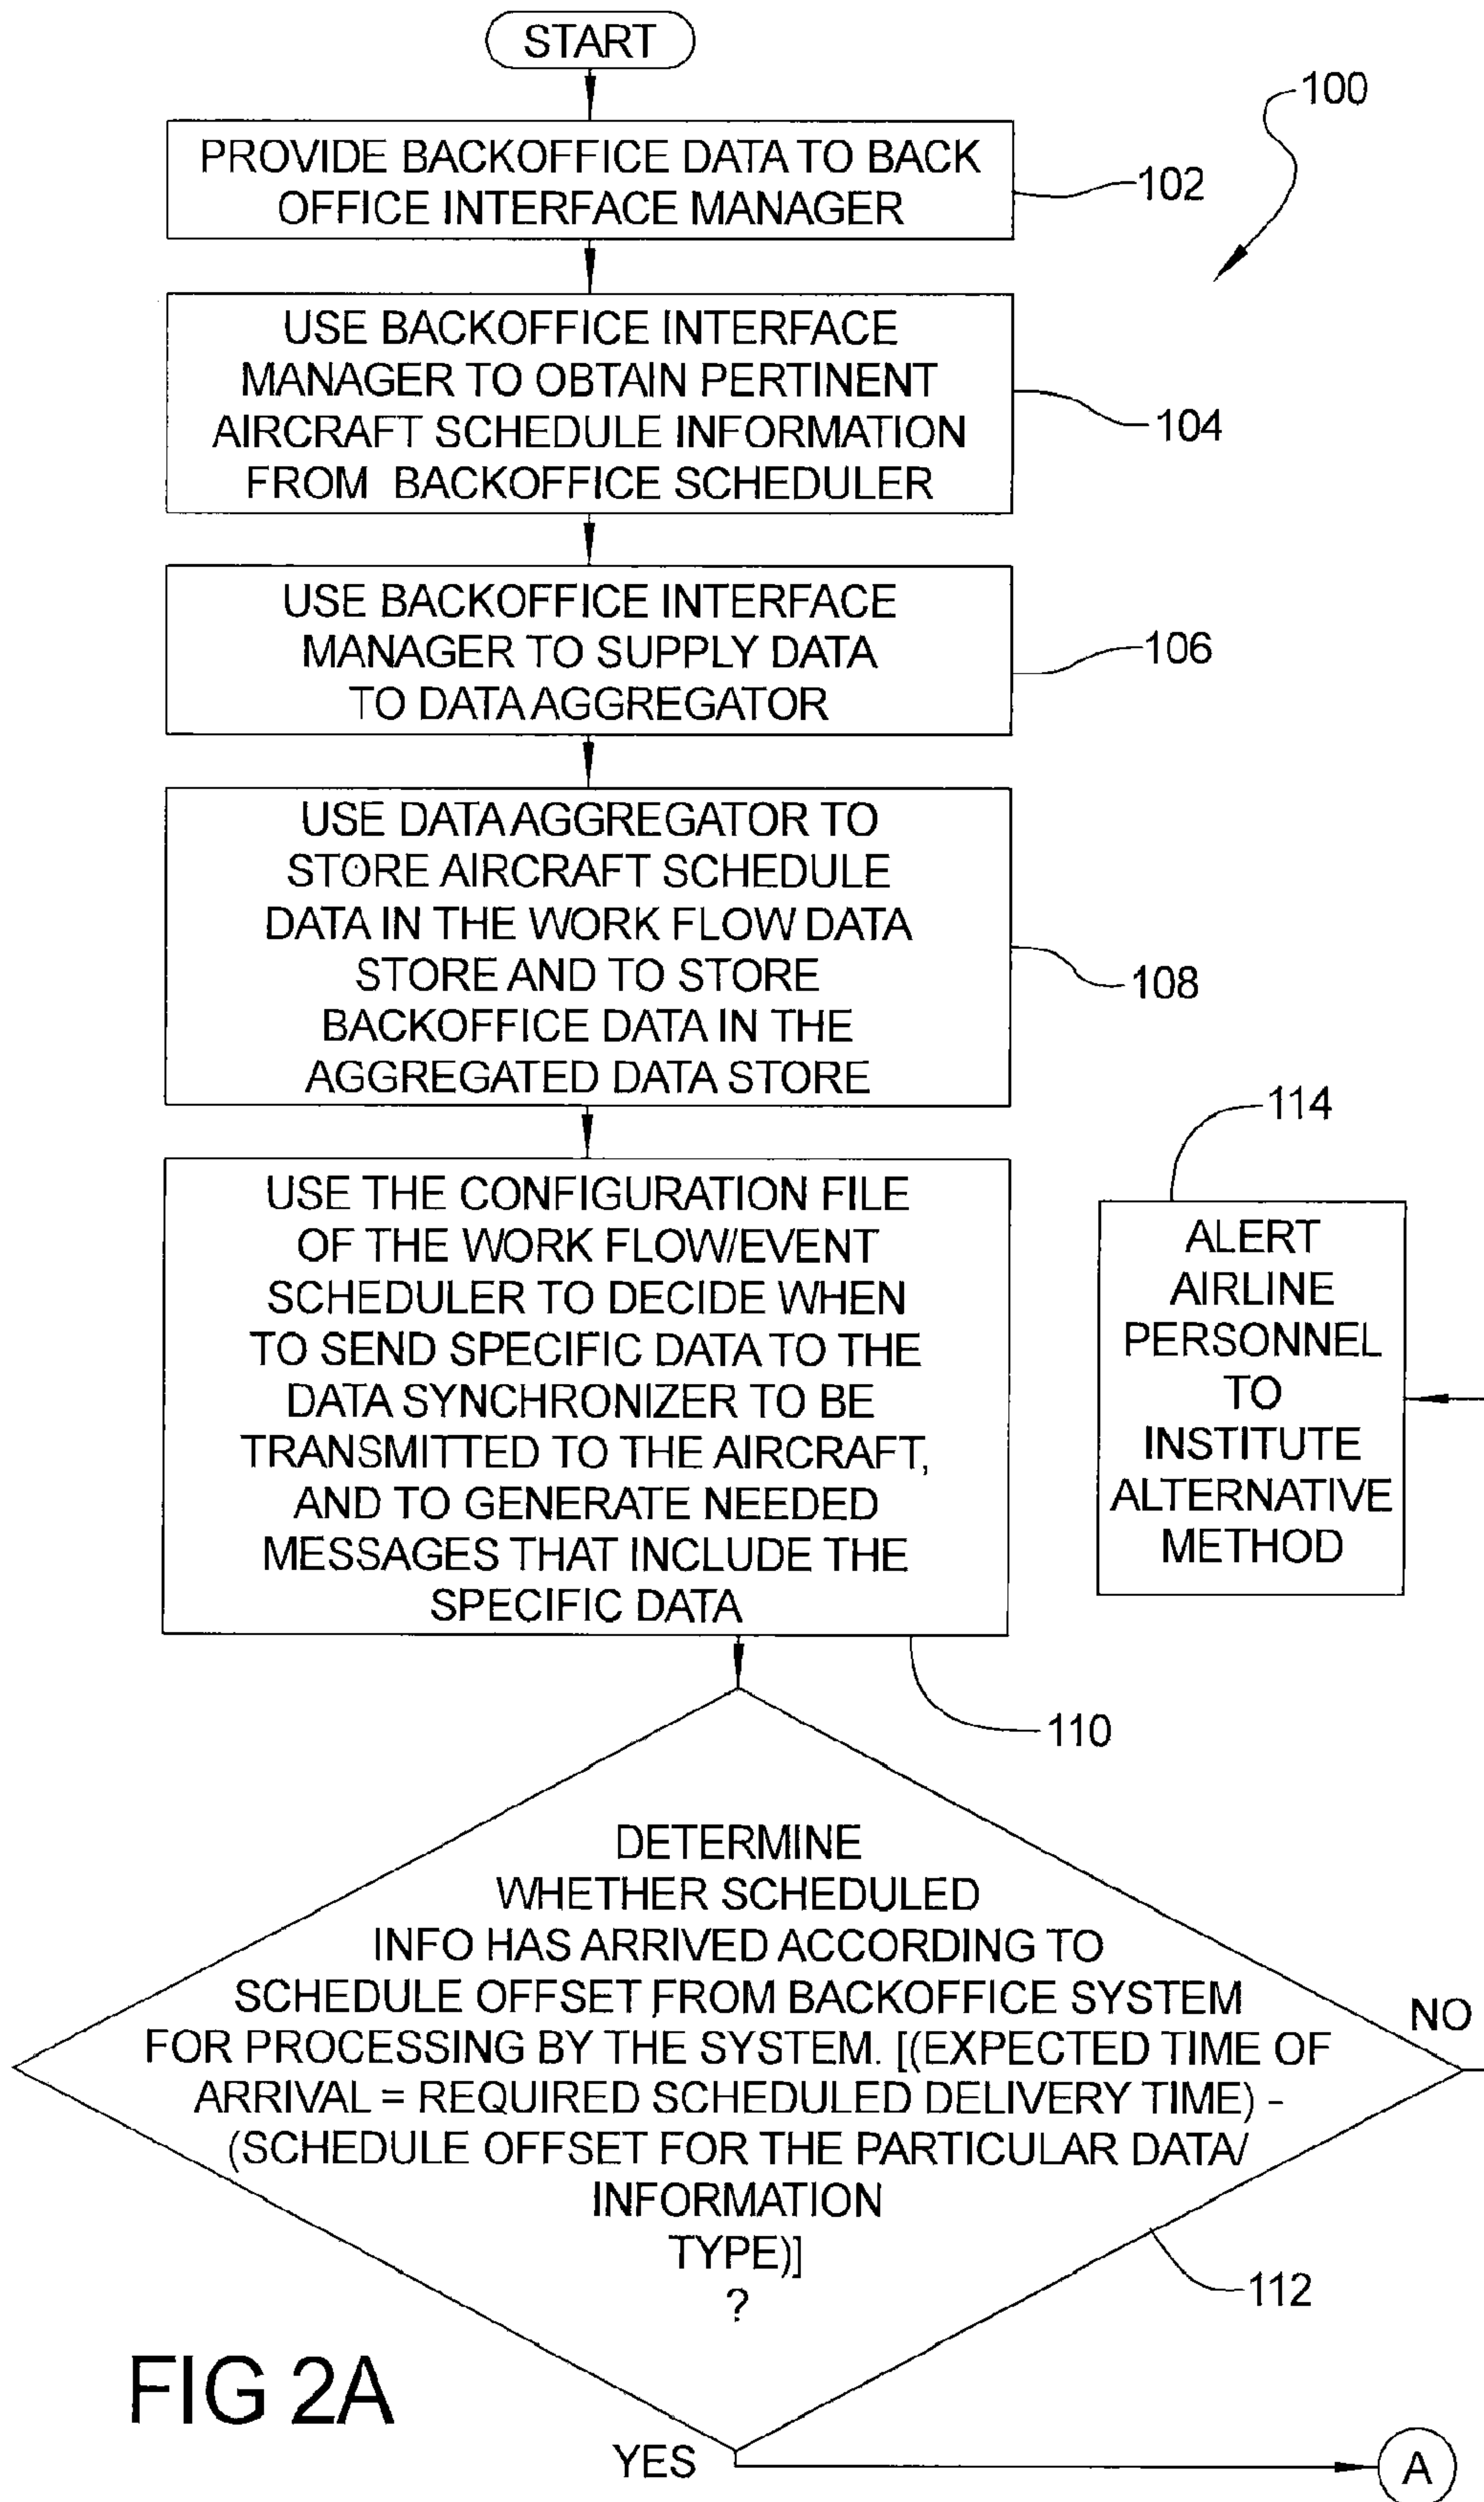 START
100
PROVIDE BACKOFFICE DATA TO BACK
OFFICE INTERFACE MANAGER
102
USE BACKOFFICE INTERFACE
MANAGER TO OBTAIN PERTINENT
AIRCRAFT SCHEDULE INFORMATION
FROM BACKOFFICE SCHEDULER
104
USE BACKOFFICE INTERFACE
MANAGER TO SUPPLY DATA
TO DATA AGGREGATOR
106
USE DATA AGGREGATOR TO
STORE AIRCRAFT SCHEDULE
DATA IN THE WORK FLOW DATA
STORE AND TO STORE
BACKOFFICE DATA IN THE
AGGREGATED DATA STORE
108
USE THE CONFIGURATION FILE
OF THE WORK FLOW/EVENT
SCHEDULER TO DECIDE WHEN
TO SEND SPECIFIC DATA TO THE
DATA SYNCHRONIZER TO BE
TRANSMITTED TO THE AIRCRAFT,
AND TO GENERATE NEEDED
MESSAGES THAT INCLUDE THE
SPECIFIC DATA
110
114
ALERT
AIRLINE
PERSONNEL
TO
INSTITUTE
ALTERNATIVE
METHOD
DETERMINE
WHETHER SCHEDULED
INFO HAS ARRIVED ACCORDING TO
SCHEDULE OFFSET FROM BACKOFFICE SYSTEM
FOR PROCESSING BY THE SYSTEM. [(EXPECTED TIME OF
ARRIVAL = REQUIRED SCHEDULED DELIVERY TIME) -
(SCHEDULE OFFSET FOR THE PARTICULAR DATA/
INFORMATION
TYPE)]
?
NO
112
FIG 2A
YES
A